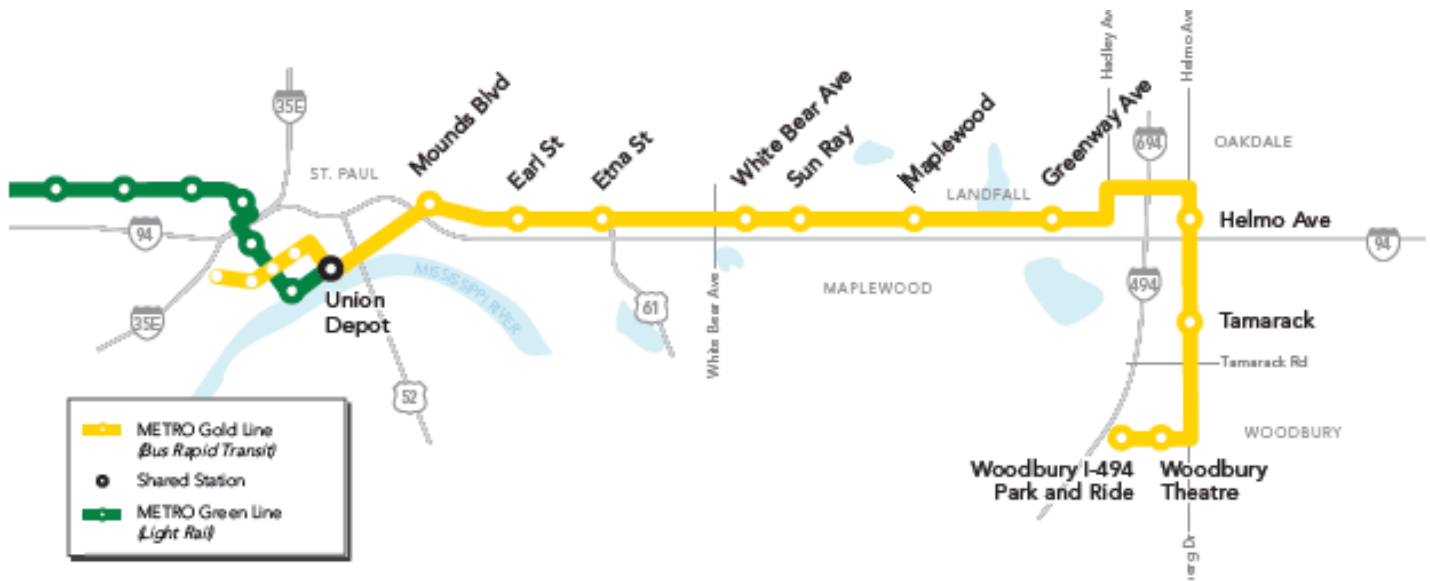 Hadley Av
Helmo Ave
35E
ST. PAUL
Mounds Blvd
Earl St
Etna St
White Bear Ave
Sun Ray
Maplewood
Greenway Ave
LANDFALL
694
OAKDALE
Helmo Ave
94
94
MISSISSIPPI RIVER
Union
Depot
35E
61
White Bear Ave
MAPLEWOOD
494
Tamarack
Tamarack Rd
52
WOODBURY
Woodbury I-494
Park and Ride
Woodbury
Theatre
METRO Gold Line
(Bus Rapid Transit)
Shared Station
METRO Green Line
(Light Rail)